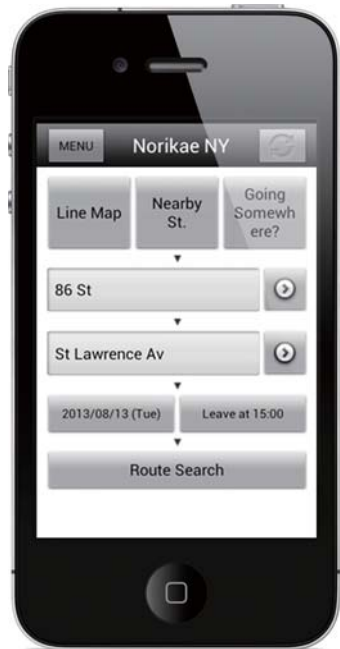 MENU Norikae NY
Line Map Nearby St. Going Somewh ere?
86 St
St Lawrence Av
2013/08/13 (Tue) Leave at 15:00
Route Search